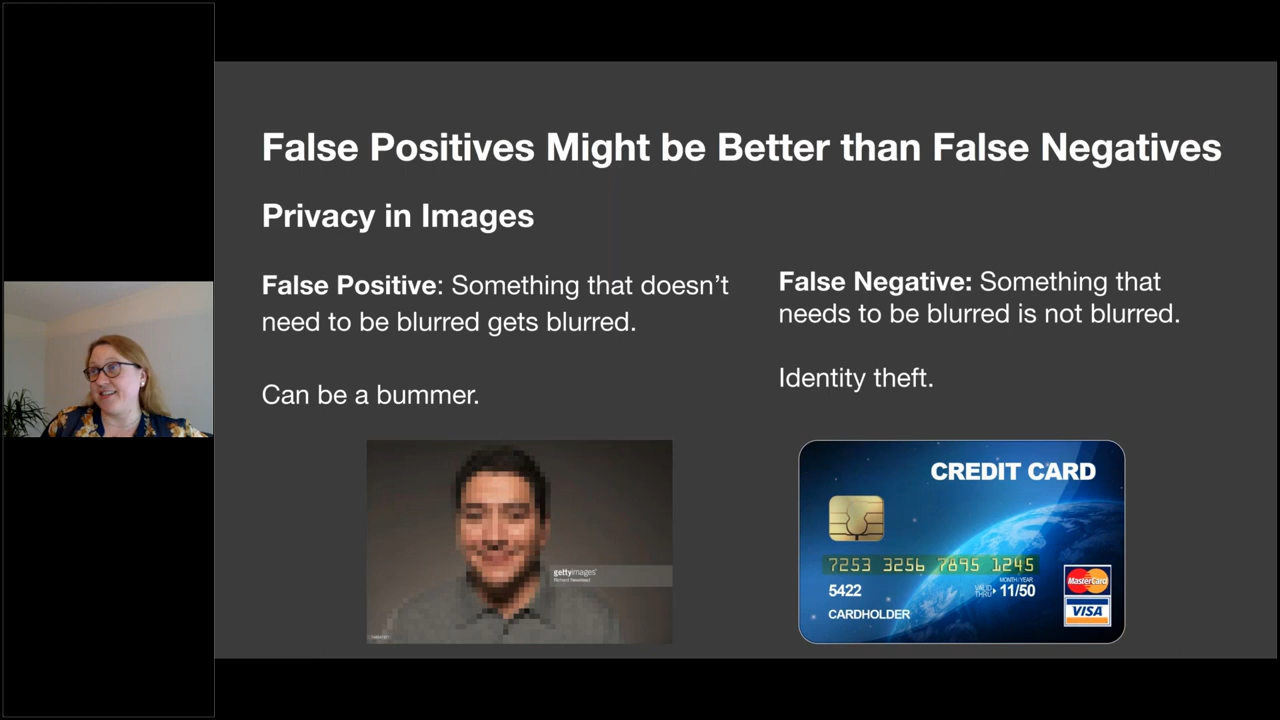 False Positives Might be Better than False Negatives
Privacy in Images
False Positive: Something that doesn’t
need to be blurred gets blurred.
Can be a bummer.
False Negative: Something that
needs to be blurred is not blurred.
Identity theft.
gettyimages®
CREDIT CARD
7253 3256 7895 1245
5422
MONTH/YEAR
VALID
THRU
11/50
CARDHOLDER
MasterCard
VISA